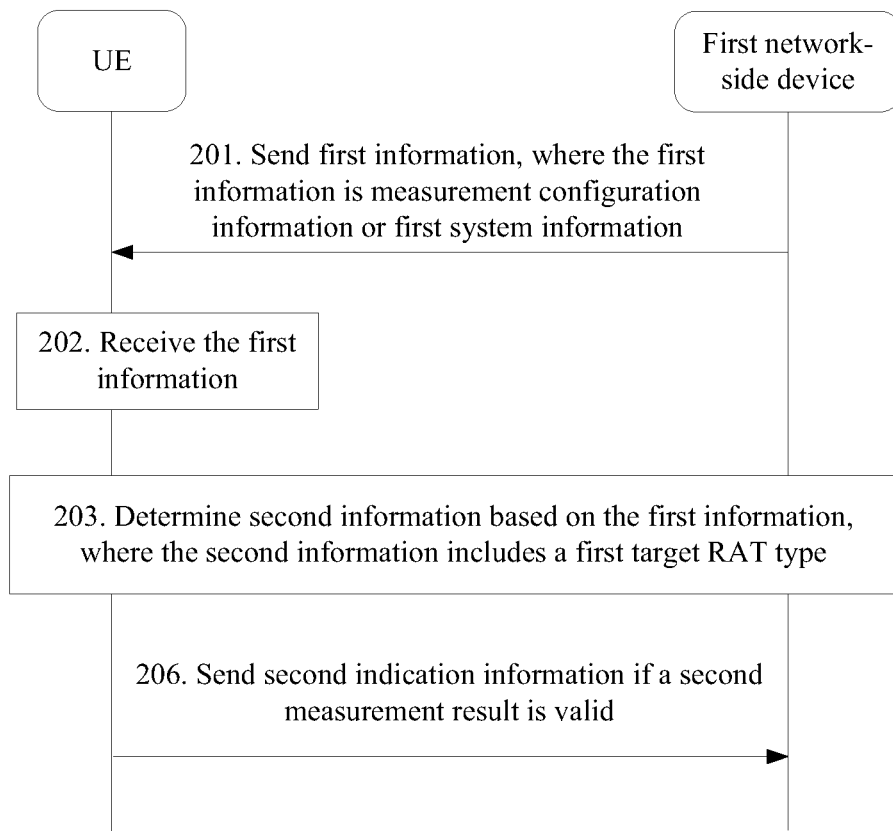 UE
First network-
side device
201. Send first information, where the first
information is measurement configuration
information or first system information
202. Receive the first
information
203. Determine second information based on the first information,
where the second information includes a first target RAT type
206. Send second indication information if a second
measurement result is valid